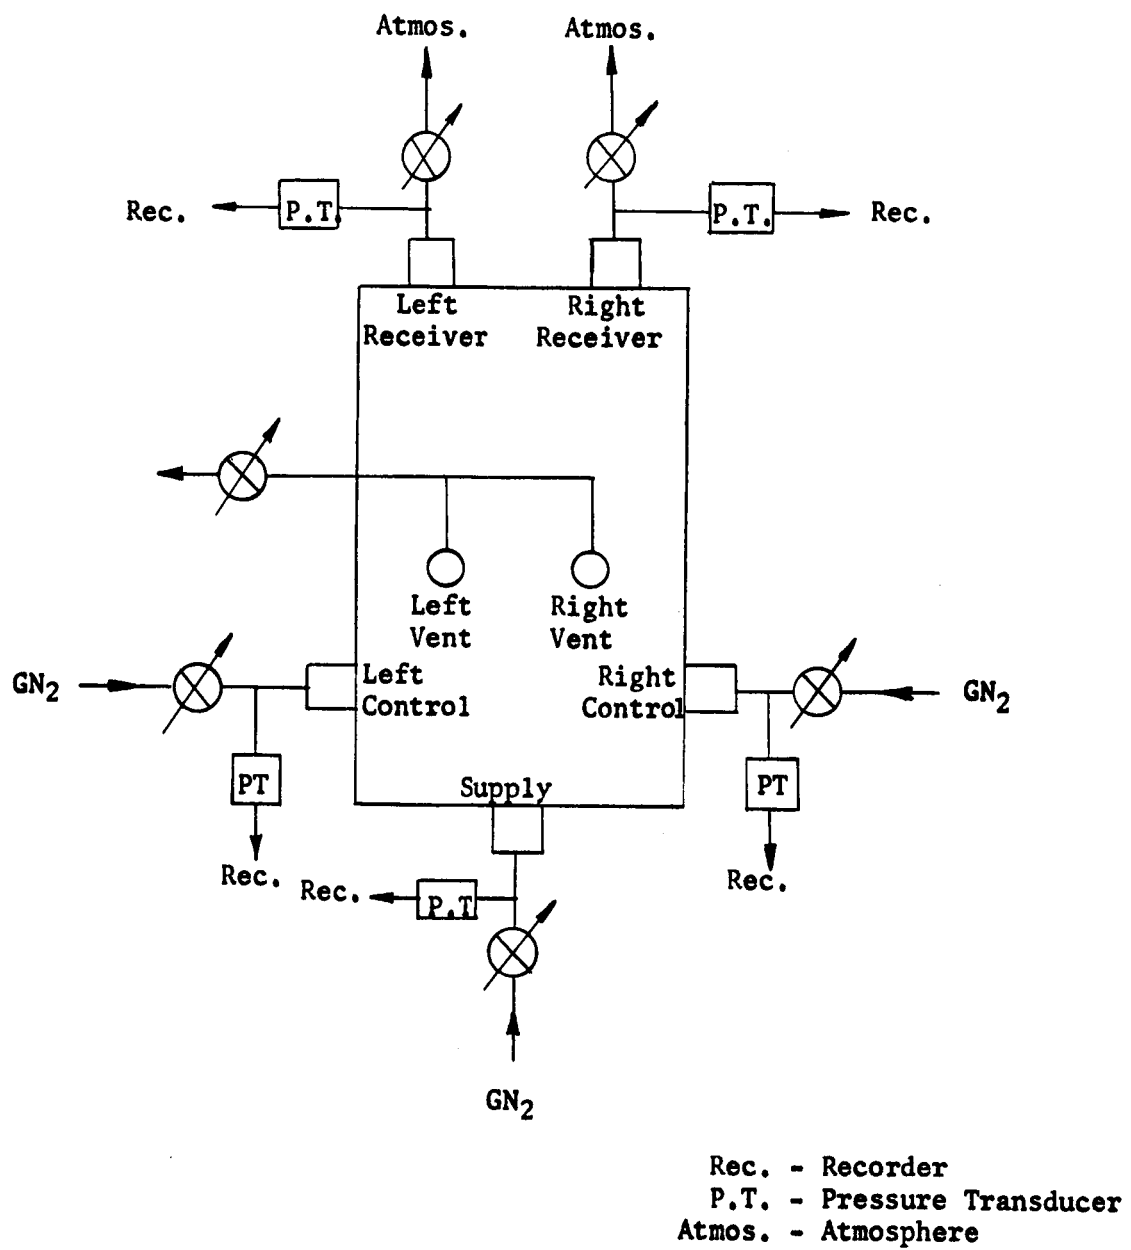 Atmos. Atmos.
Rec. P.T. P.T. Rec.
Left Right
Receiver Receiver
Left Right
Vent Vent
GN2 Left Right GN2
Control Control
PT PT
Supply
Rec. Rec. P.T Rec.
GN2
Rec. - Recorder
P.T. - Pressure Transducer
Atmos. - Atmosphere